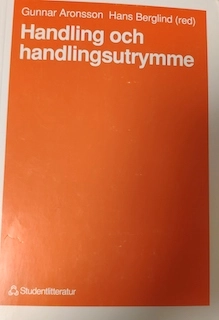 Gunnar Aronsson Hans Berglind (red)
Handling och
handlingsutrymme
Studentlitteratur